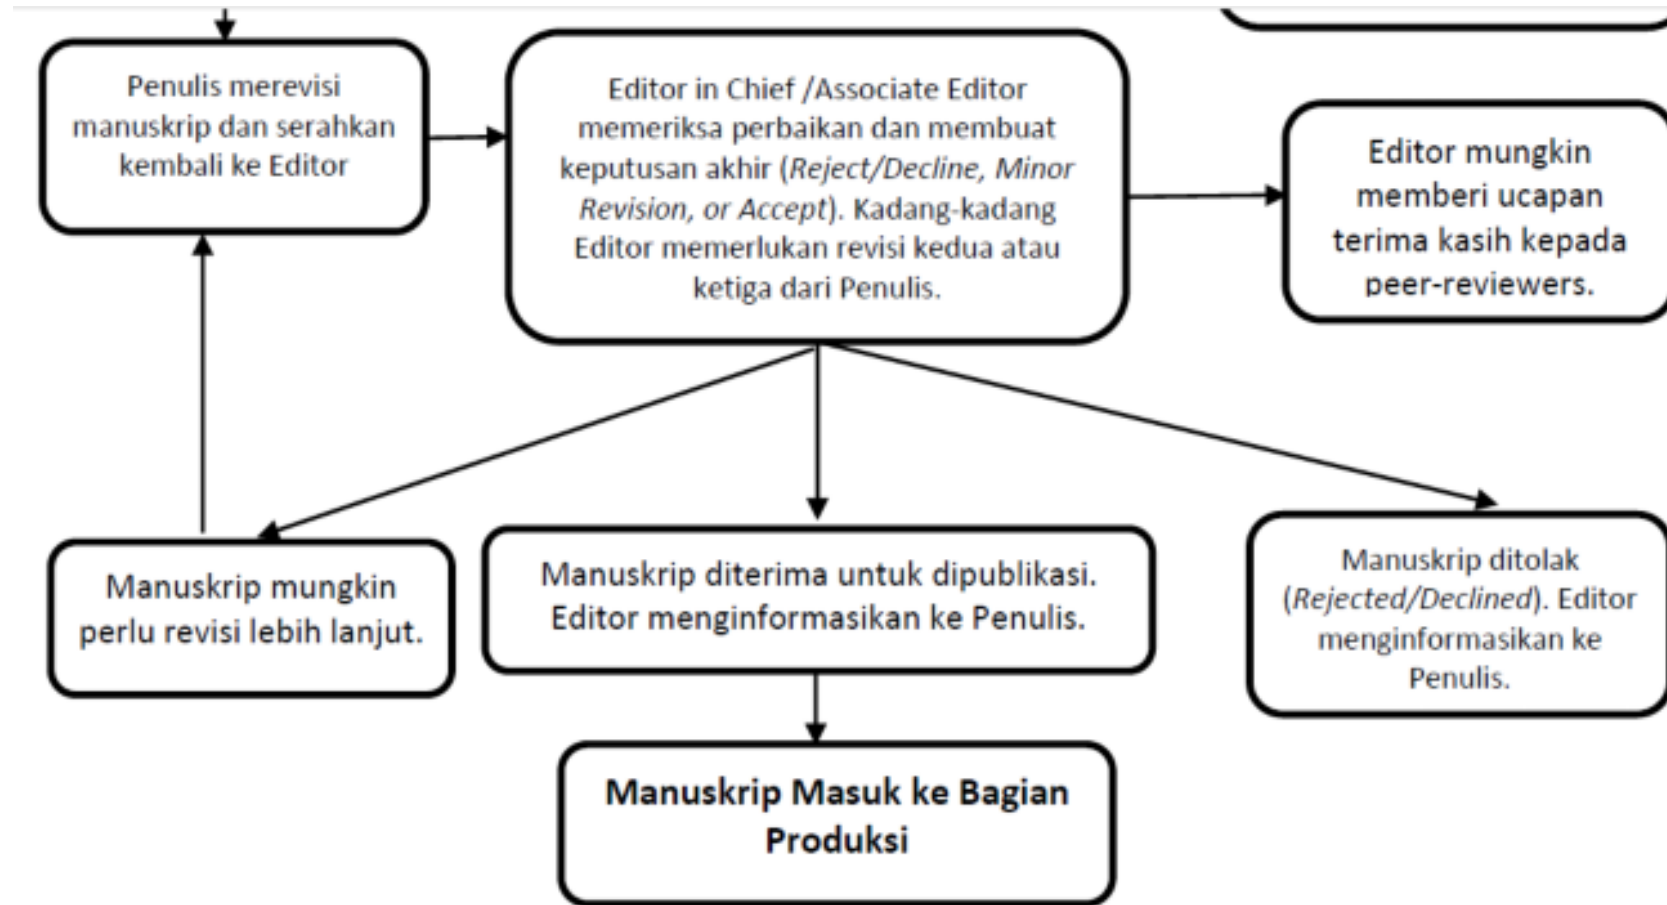 Penulis merevisi
manuskrip dan serahkan
kembali ke Editor
Editor in Chief /Associate Editor
memeriksa perbaikan dan membuat
keputusan akhir (Reject/Decline, Minor
Revision, or Accept). Kadang-kadang
Editor memerlukan revisi kedua atau
ketiga dari Penulis.
Editor mungkin
memberi ucapan
terima kasih kepada
peer-reviewers.
Manuskrip mungkin
perlu revisi lebih lanjut.
Manuskrip diterima untuk dipublikasi.
Editor menginformasikan ke Penulis.
Manuskrip ditolak
(Rejected/Declined). Editor
menginformasikan ke
Penulis.
Manuskrip Masuk ke Bagian
Produksi